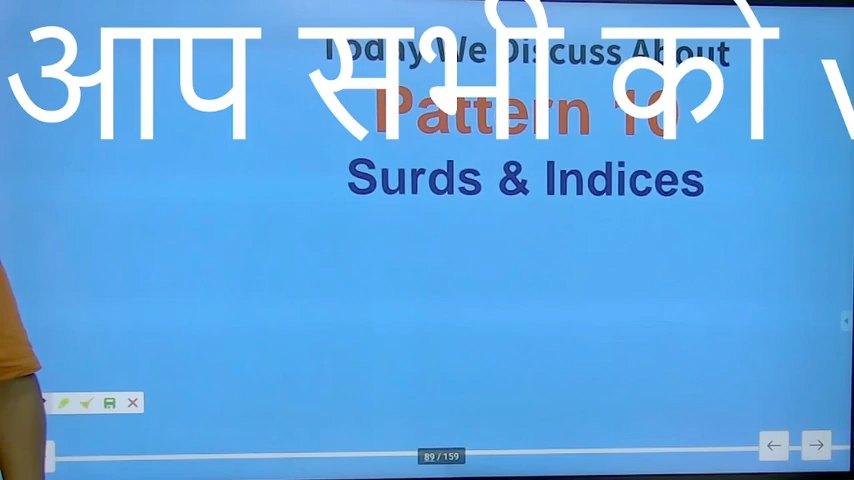 आप सभी को
Today We Discuss About
Pattern 10
Surds & Indices
89 / 159